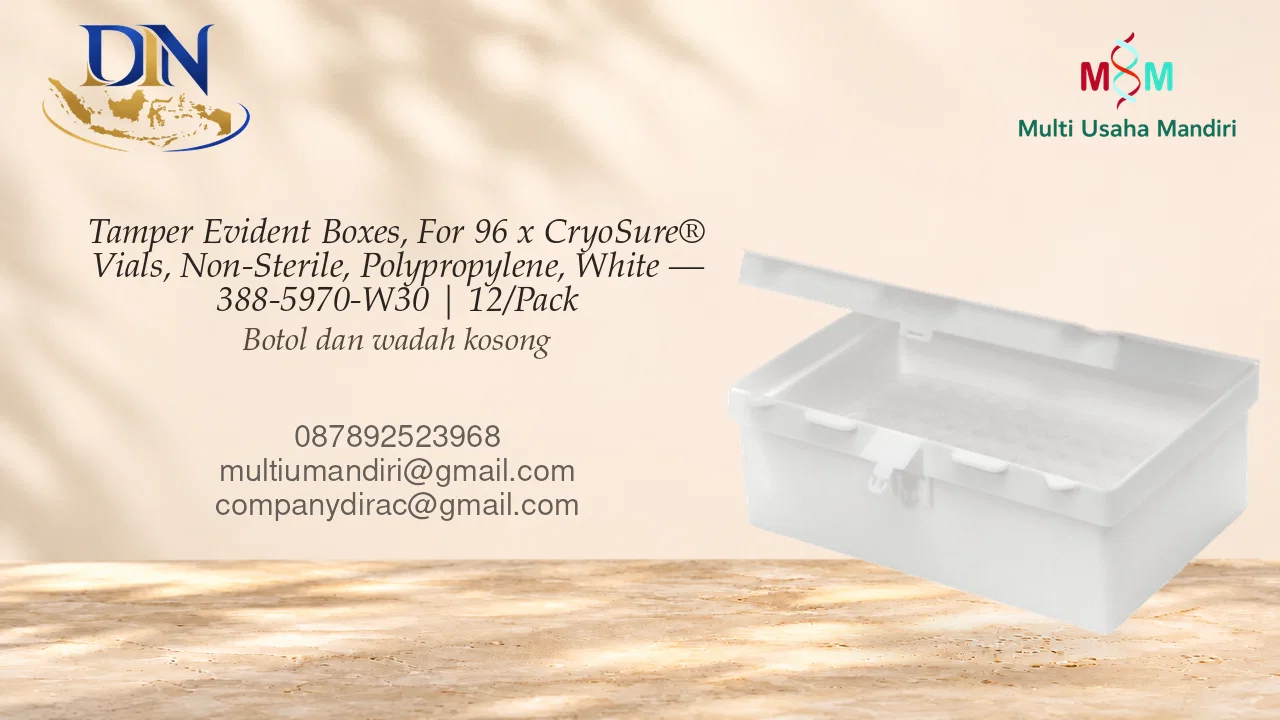 DN
M M
Multi Usaha Mandiri
Tamper Evident Boxes, For 96 x CryoSure®
Vials, Non-Sterile, Polypropylene, White —
388-5970-W30 | 12/Pack
Botol dan wadah kosong
087892523968
multiumandiri@gmail.com
companydirac@gmail.com